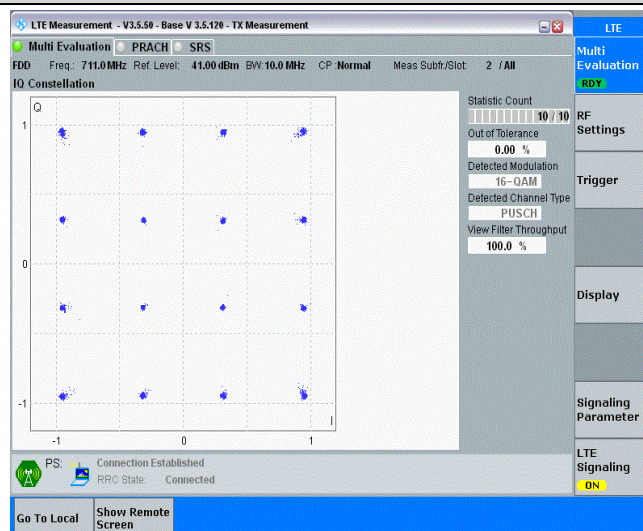 LTE Measurement - V3.5.50 - Base V 3.5.120 - TX Measurement
LTE
Multi Evaluation PRACH SRS
Multi Evaluation
RDY
FDD Freq.: 711.0 MHz Ref. Level: 41.00 dBm BW: 10.0 MHz CP : Normal Meas Subfr./Slot: 2 / All
IQ Constellation
Q
1
0
-1
-1 0 1
I
Statistic Count
10 / 10
Out of Tolerance
0.00 %
Detected Modulation
16-QAM
Detected Channel Type
PUSCH
View Filter Throughput
100.0 %
RF Settings
Trigger
Display
Signaling Parameter
LTE Signaling
ON
PS: Connection Established
RRC State: Connected
Go To Local
Show Remote Screen